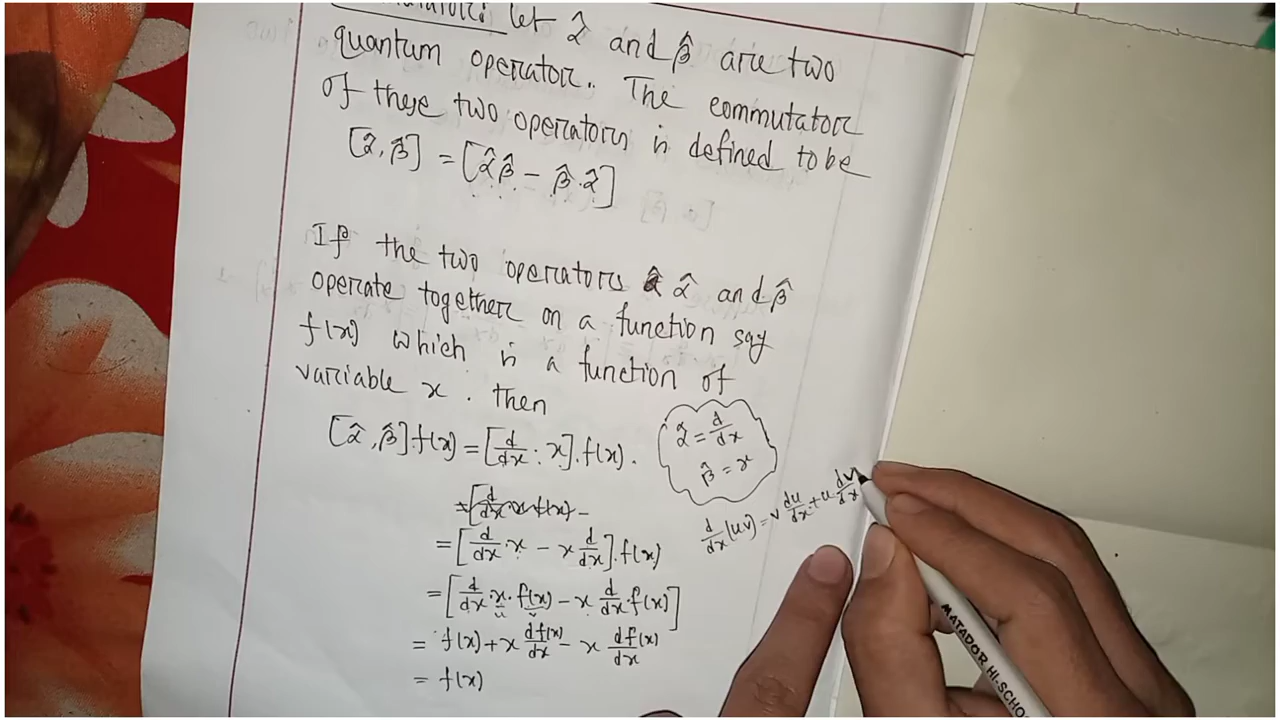 let α̂ and β̂ are two
quantum operator. The commutator
of these two operators is defined to be
[α̂, β̂] = [α̂β̂ - β̂.α̂]
If the two operators α̂ and β̂
operate together on a function say
f(x) which is a function of
variable x. then
[α̂, β̂].f(x) = [d/dx : x].f(x).
α̂ = d/dx
β̂ = x
d/dx (uv) = v du/dx + u dv/dx
= [d/dx · x f(x) -
= [d/dx · x - x d/dx].f(x)
= [d/dx · x · f(x) - x d/dx · f(x)]
u v
= f(x) + x df(x)/dx - x df(x)/dx
= f(x)
MATADOR HI-SCHO